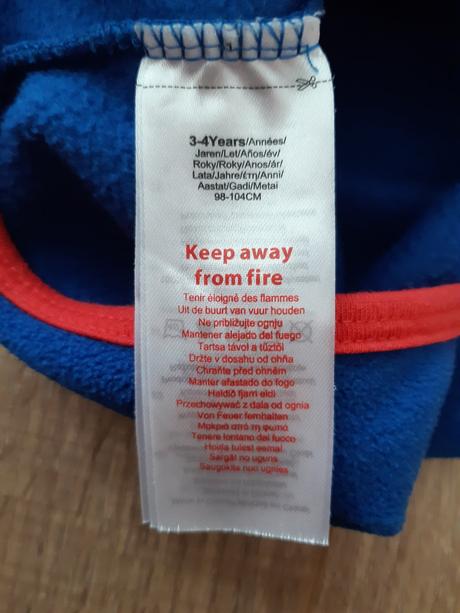 3-4Years/Années/
Jaren/Let/Años/év/
Roky/Roky/Anos/ár/
Lata/Jahre/έτη/Anni/
Aastat/Gadi/Metai
98-104CM
Keep away
from fire
Tenir éloigné des flammes
Uit de buurt van vuur houden
Ne približujte ognju
Mantener alejado del fuego
Tartsa távol a tűztől
Držte v dosahu od ohňa
Chraňte před ohněm
Manter afastado do fogo
Haldið fjarri eldi
Przechowywać z dala od ognia
Von Feuer fernhalten
Μακριά από τη φωτιά
Tenere lontano dal fuoco
Hoida tulest eemal
Sargāt no uguns
Saugokite nuo ugnies